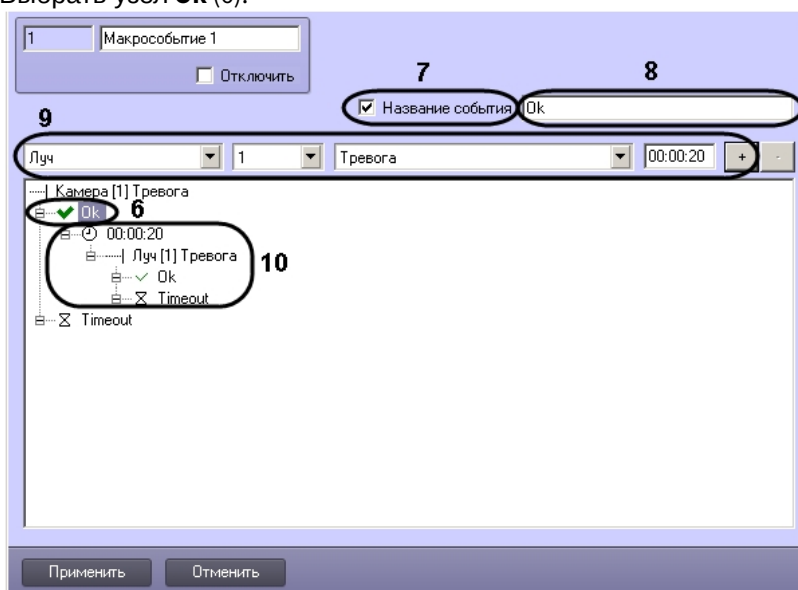 Выбрать узел Ok (6).
1 Макрособытие 1
Отключить
7 8
Название события Ok
9
Луч 1 Тревога 00:00:20 + -
Камера [1] Тревога
Ok 6
00:00:20
Луч [1] Тревога
10
Ok
Timeout
Timeout
Применить Отменить